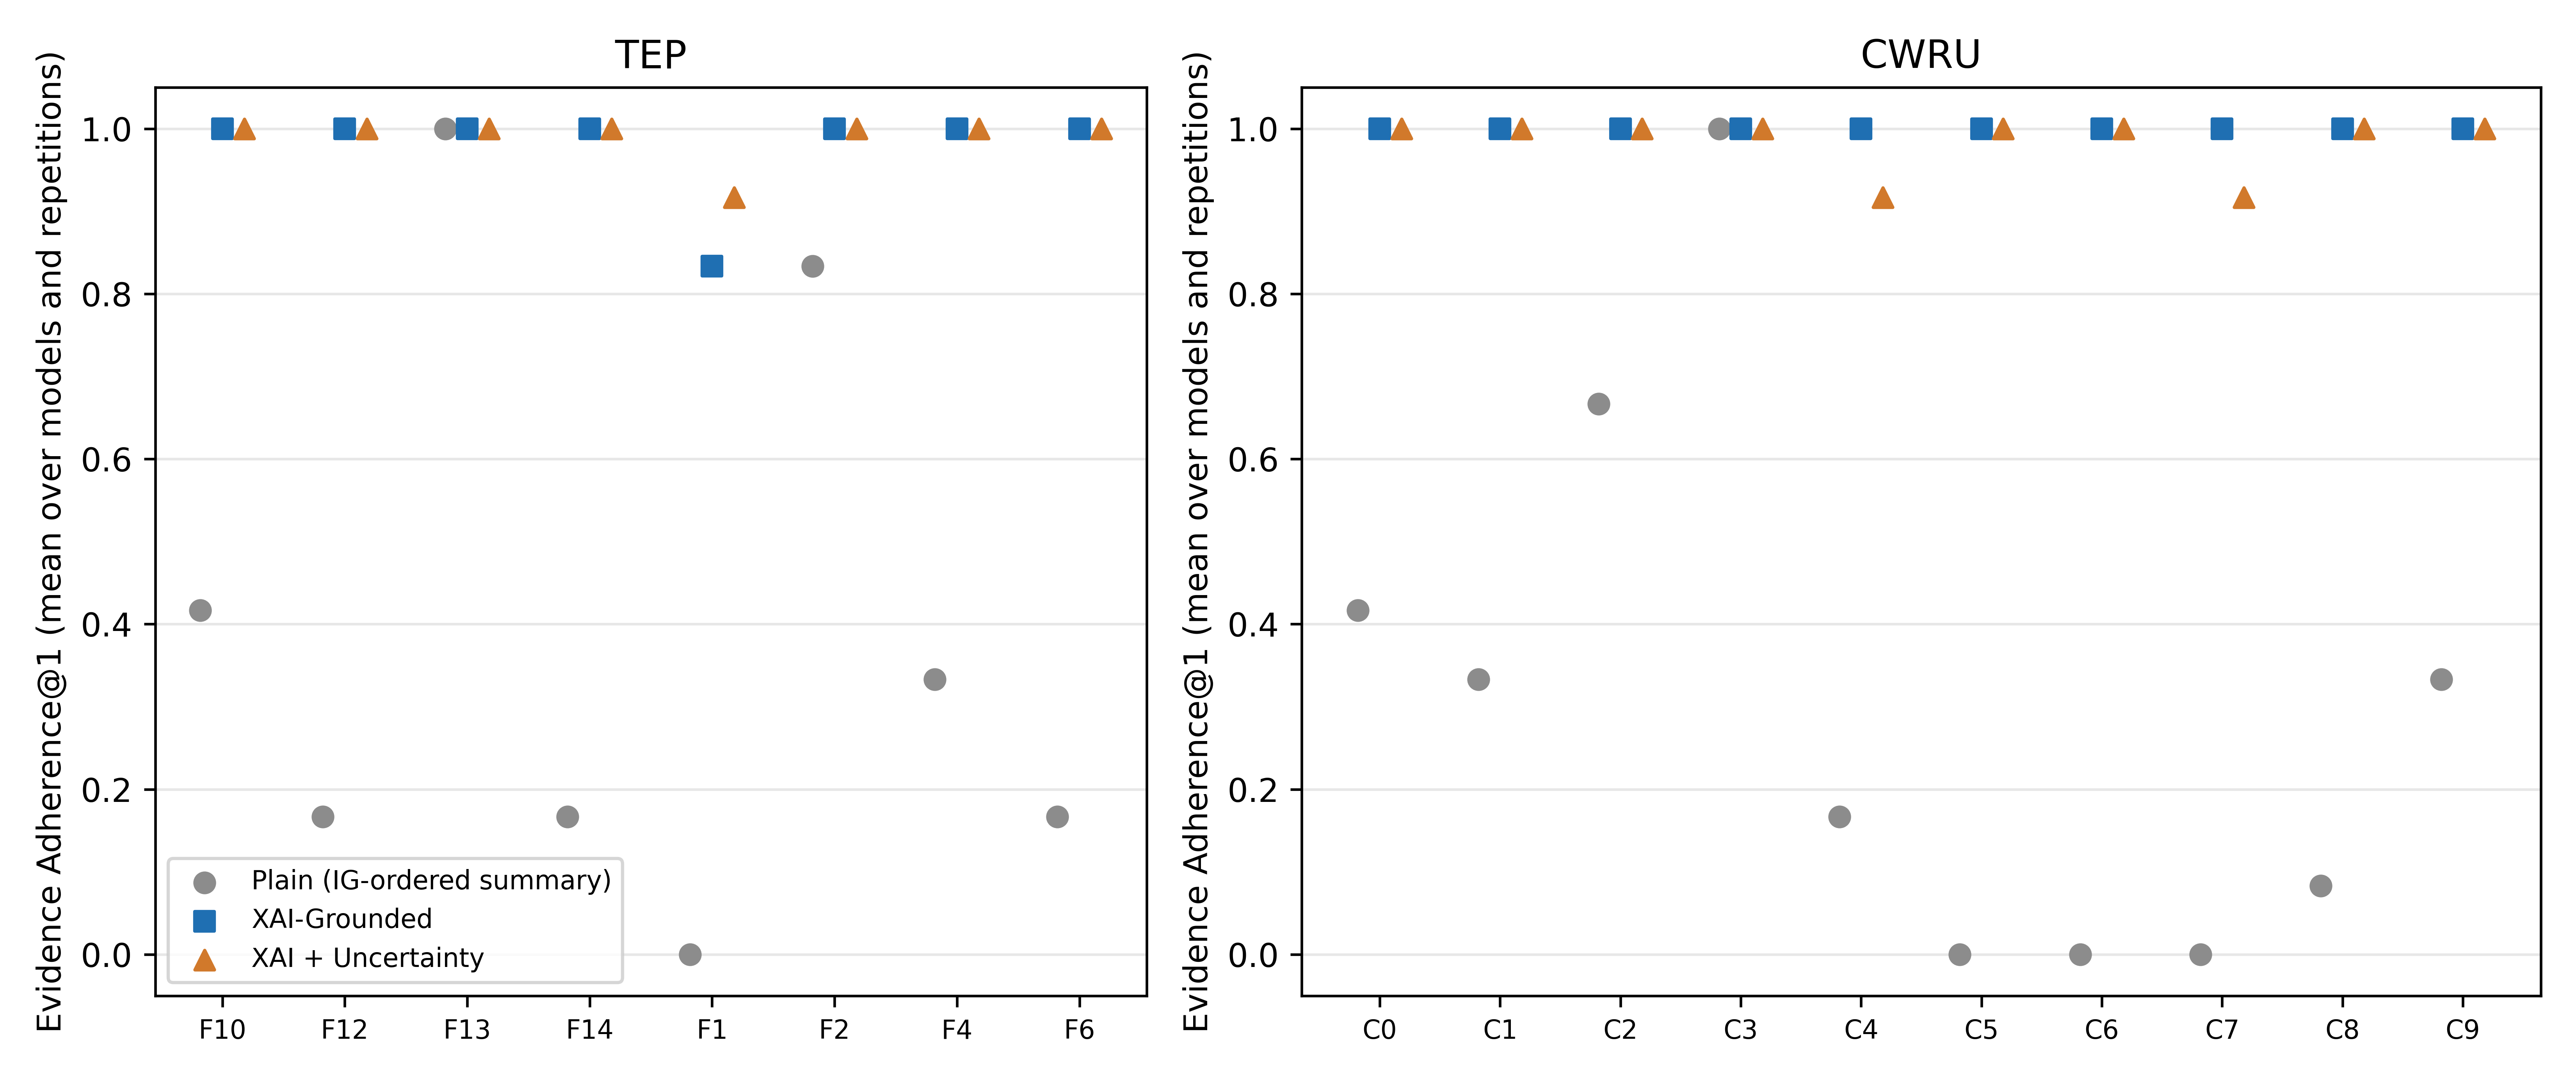 TEP
Evidence Adherence@1 (mean over models and repetitions)
1.0
0.8
0.6
0.4
0.2
0.0
Plain (IG-ordered summary)
XAI-Grounded
XAI + Uncertainty
F10 F12 F13 F14 F1 F2 F4 F6
CWRU
Evidence Adherence@1 (mean over models and repetitions)
1.0
0.8
0.6
0.4
0.2
0.0
C0 C1 C2 C3 C4 C5 C6 C7 C8 C9